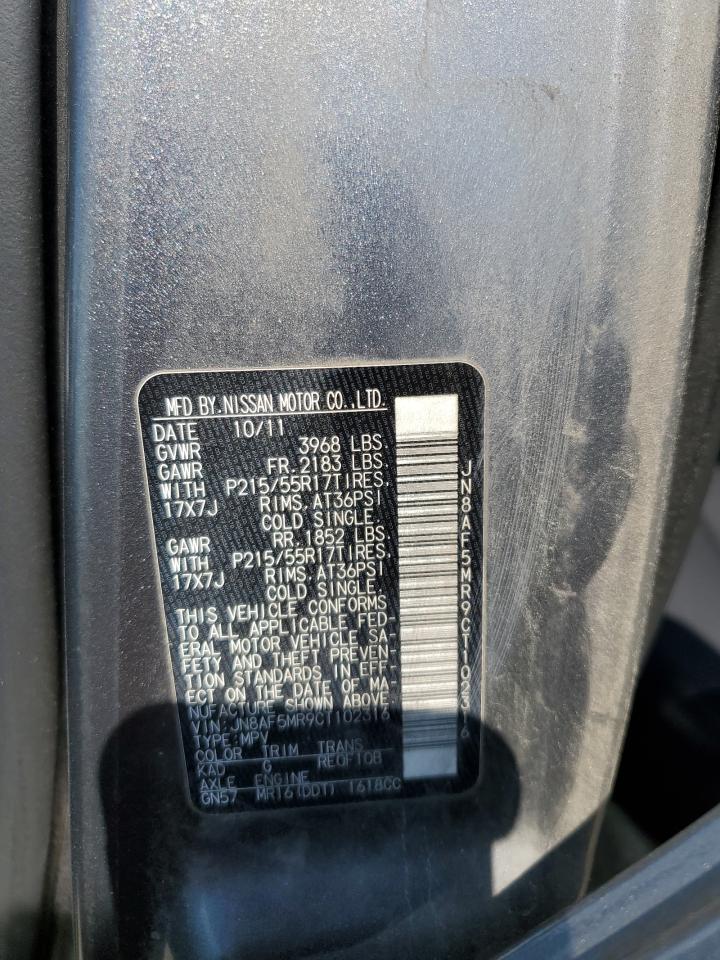 MFD BY NISSAN MOTOR CO.,LTD.
DATE 10/11
GVWR 3968 LBS
GAWR FR. 2183 LBS.
WITH P215/55R17TIRES,
17X7J RIMS, AT36PSI
COLD SINGLE.
GAWR RR. 1852 LBS
WITH P215/55R17TIRES,
17X7J RIMS, AT36PSI
COLD SINGLE.
THIS VEHICLE CONFORMS
TO ALL APPLICABLE FED-
ERAL MOTOR VEHICLE SA-
FETY AND THEFT PREVEN-
TION STANDARDS IN EFF-
ECT ON THE DATE OF MA-
NUFACTURE SHOWN ABOVE
VIN:JN8AF5MR9CT102316
TYPE:MPV
COLOR TRIM TRANS
KAD G RE0F10B
AXLE ENGINE
GN57 MR16(DDT) 16T8CC
JN8AF5MR9CT102316